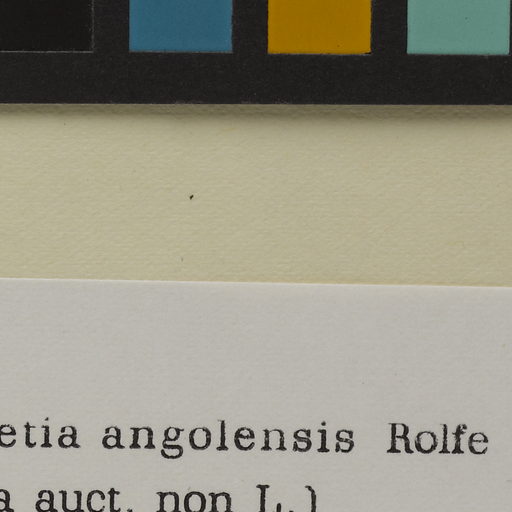 etia angolensis Rolfe
a auct. non L.)